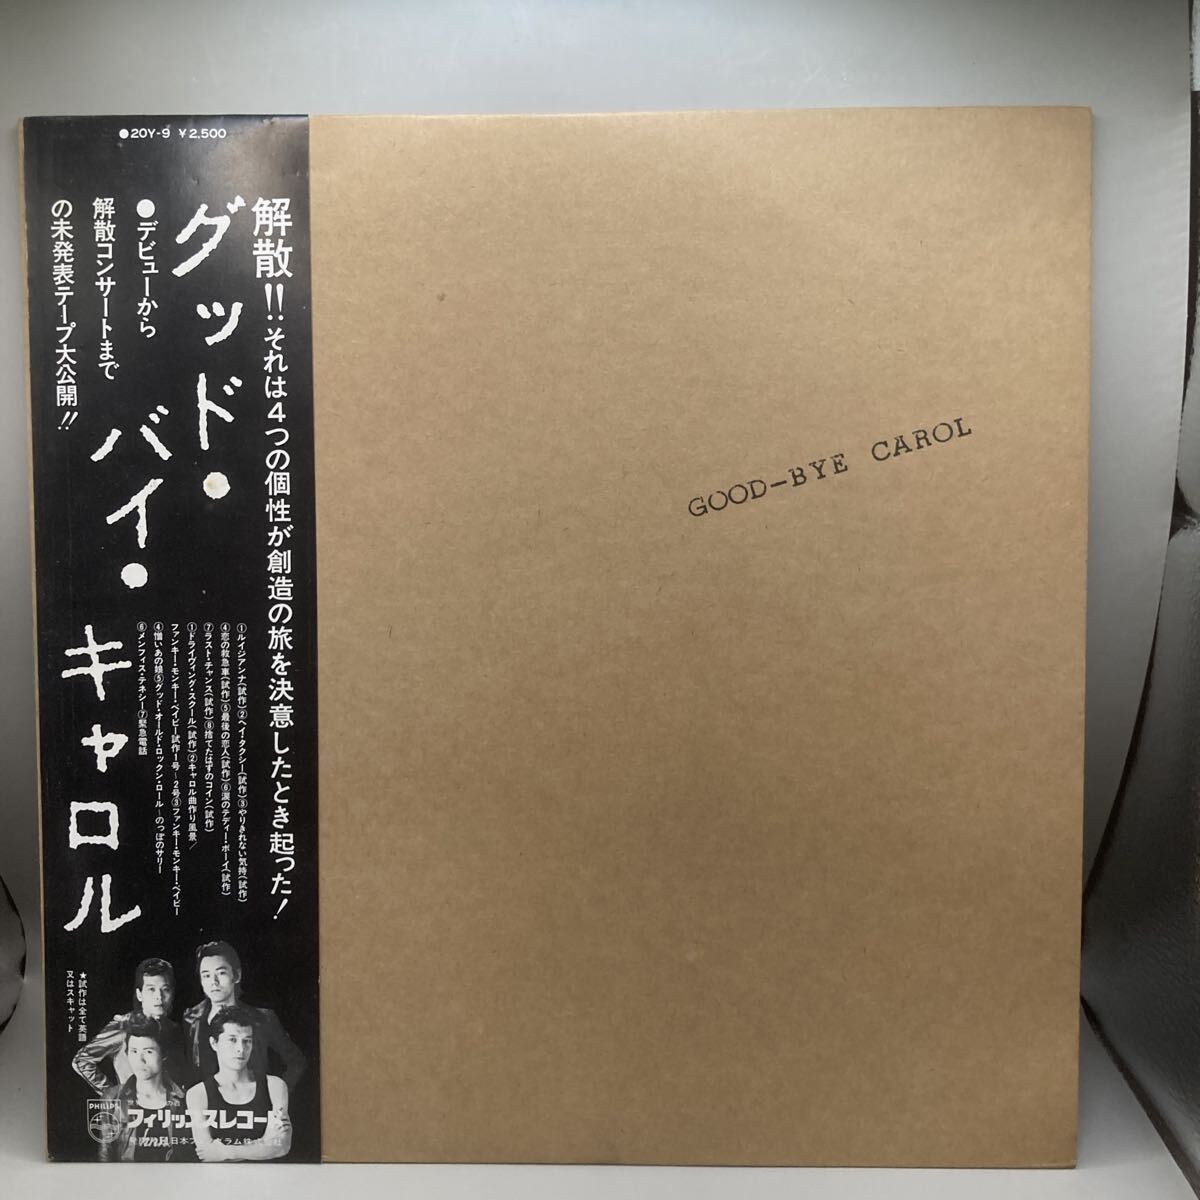 ●20Y-9 ¥2,500
解散!!それは4つの個性が創造の旅を決意したとき起った!
グッド・バイ・キャロル
●デビューから
解散コンサートまで
の未発表テープ大公開!!
①ルイジアンナ(試作)②ヘイ・タクシー(試作)③やりきれない気持(試作)
④恋の救急車(試作)⑤最後の恋人(試作)⑥涙のテディー・ボーイ(試作)
⑦ラスト・チャンス(試作)⑧捨てたはずのコイン(試作)
①ドライヴィング・スクール(試作)②キャロル曲作り風景/
ファンキー・モンキー・ベイビー試作1号~2号③ファンキー・モンキー・ベイビー
④憎いあの娘⑤グッド・オールド・ロックン・ロール~のっぽのサリー
⑥メンフィス・テネシー⑦緊急電話
★試作は全て英語
又はスキャット
PHILIPS
フィリップスレコード
日本フォノグラム株式会社
GOOD-BYE CAROL